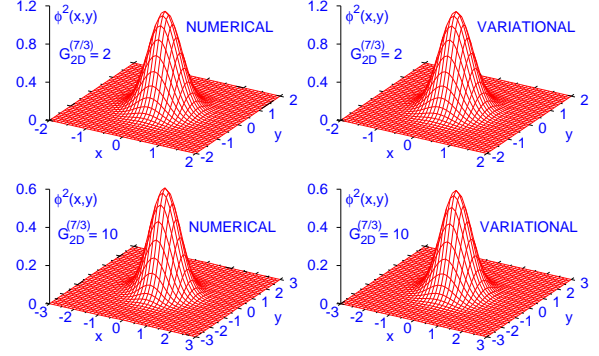 1.2 ϕ²(x,y) NUMERICAL
G_{2D}^{(7/3)} = 2
0.8
0.4
0
-2 -1 0 1 2
x
-2 -1 0 1 2
y
1.2 ϕ²(x,y) VARIATIONAL
G_{2D}^{(7/3)} = 2
0.8
0.4
0
-2 -1 0 1 2
x
-2 -1 0 1 2
y
0.6 ϕ²(x,y)
G_{2D}^{(7/3)} = 10 NUMERICAL
0.4
0.2
0
-3 -2 -1 0 1 2 3
x
-3 -2 -1 0 1 2 3
y
0.6 ϕ²(x,y)
G_{2D}^{(7/3)} = 10 VARIATIONAL
0.4
0.2
0
-3 -2 -1 0 1 2 3
x
-3 -2 -1 0 1 2 3
y